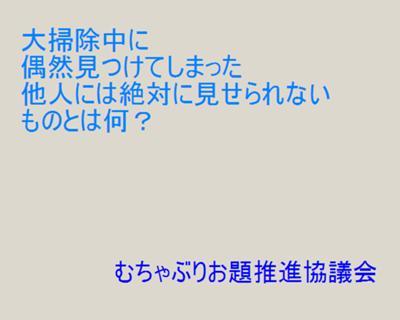 大掃除中に
偶然見つけてしまった
他人には絶対に見せられない
ものとは何？
むちゃぶりお題推進協議会